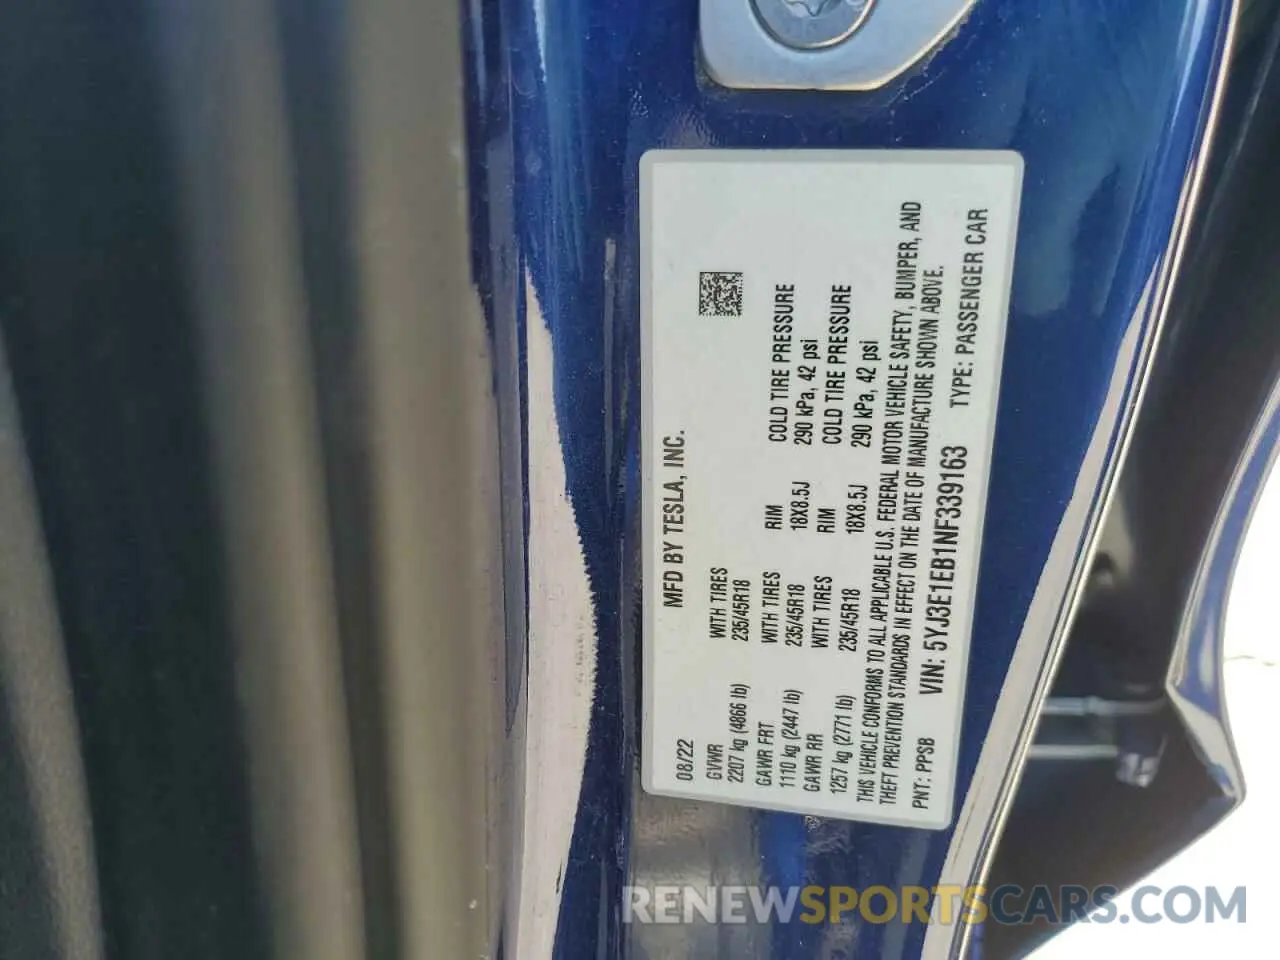 MFD BY TESLA, INC.
08/22
GVWR WITH TIRES
2207 kg (4866 lb) 235/45R18
GAWR FRT WITH TIRES RIM COLD TIRE PRESSURE
1110 kg (2447 lb) 235/45R18 18X8.5J 290 kPa, 42 psi
GAWR RR WITH TIRES RIM COLD TIRE PRESSURE
1257 kg (2771 lb) 235/45R18 18X8.5J 290 kPa, 42 psi
THIS VEHICLE CONFORMS TO ALL APPLICABLE U.S. FEDERAL MOTOR VEHICLE SAFETY, BUMPER, AND
THEFT PREVENTION STANDARDS IN EFFECT ON THE DATE OF MANUFACTURE SHOWN ABOVE.
PNT: PPSB VIN: 5YJ3E1EB1NF339163 TYPE: PASSENGER CAR
RENEWSPORTSCARS.COM